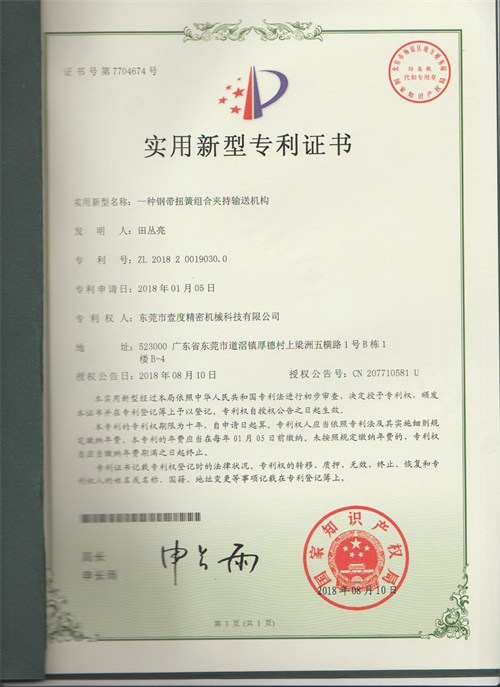 证书号第7704674号
实用新型专利证书
实用新型名称：一种钢带扭簧组合夹持输送机构
发明人：田丛亮
专利号：ZL 2018 2 0019030.0
专利申请日：2018年01月05日
专利权人：东莞市壹度精密机械科技有限公司
地址：523000 广东省东莞市道滘镇厚德村上梁洲五横路1号B栋1
楼B-4
授权公告日：2018年08月10日 授权公告号：CN 207710581 U
本实用新型经过本局依照中华人民共和国专利法进行初步审查，决定授予专利权，颁发
本证书并在专利登记簿上予以登记。专利权自授权公告之日起生效。
本专利的专利权期限为十年，自申请日起算。专利权人应当依照专利法及其实施细则规
定缴纳年费。本专利的年费应当在每年01月05日前缴纳。未按照规定缴纳年费的，专利权
自应当缴纳年费期满之日起终止。
专利证书记载专利权登记时的法律状况。专利权的转移、质押、无效、终止、恢复和专
利权人的姓名或名称、国籍、地址变更等事项记载在专利登记簿上。
局长
申长雨
申长雨
国家知识产权局
2018年08月10日
第1页(共1页)